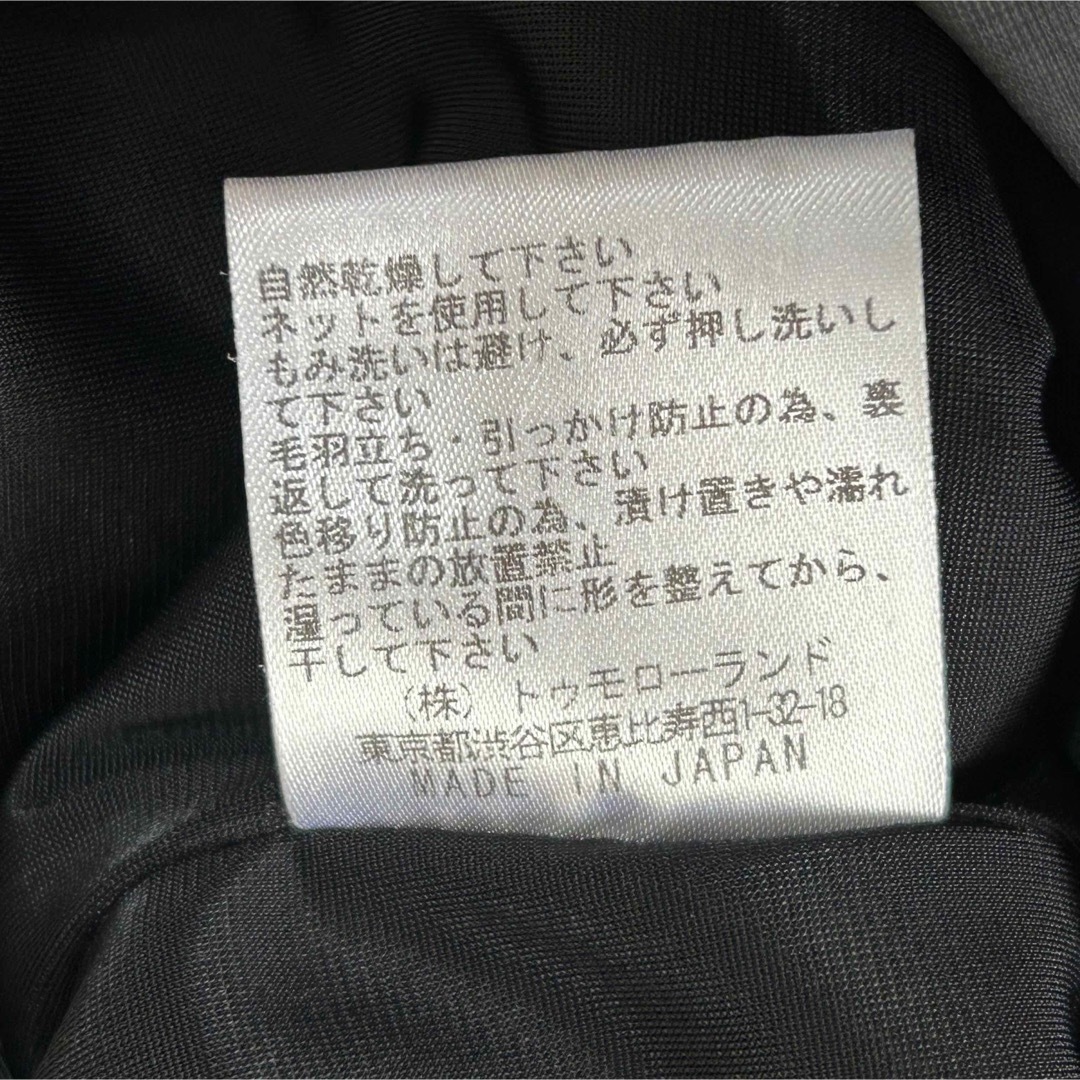 自然乾燥して下さい
ネットを使用して下さい
もみ洗いは避け、必ず押し洗いし
て下さい
毛羽立ち・引っかけ防止の為、裏
返して洗って下さい
色移り防止の為、漬け置きや濡れ
たままの放置禁止
湿っている間に形を整えてから、
干して下さい
(株) トゥモローランド
東京都渋谷区恵比寿西1-32-18
MADE IN JAPAN